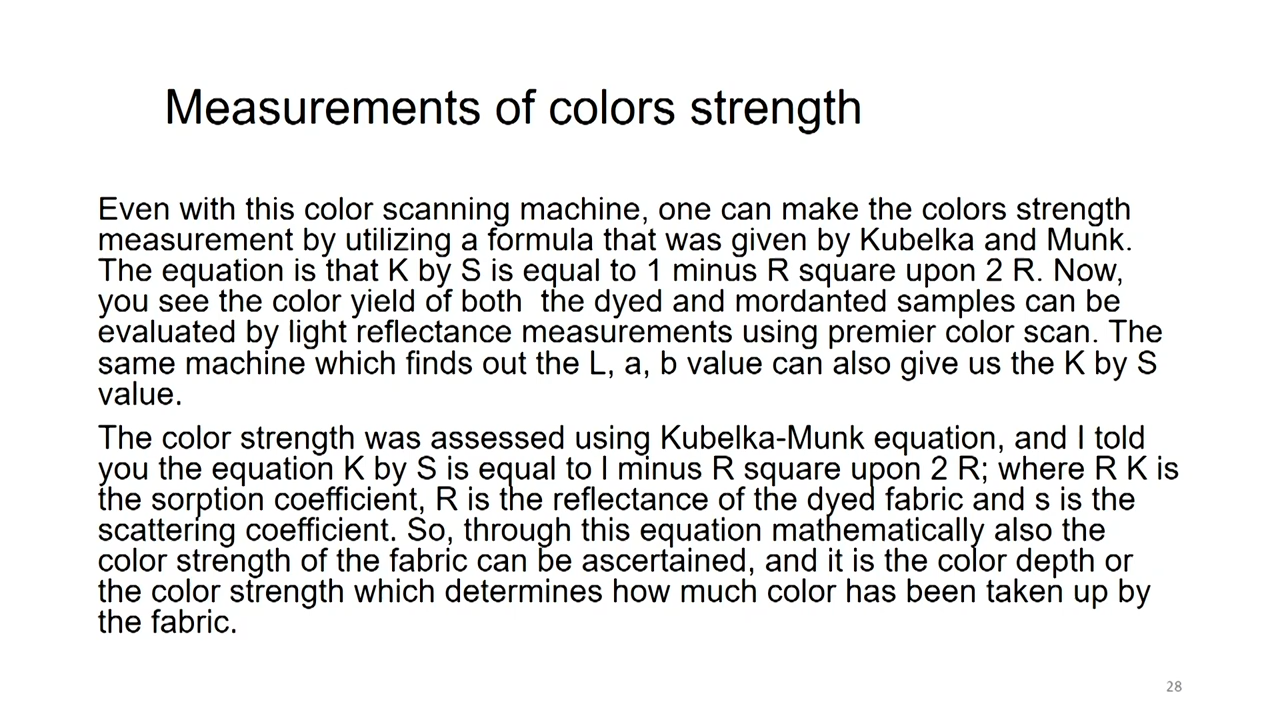 Measurements of colors strength
Even with this color scanning machine, one can make the colors strength
measurement by utilizing a formula that was given by Kubelka and Munk.
The equation is that K by S is equal to 1 minus R square upon 2 R. Now,
you see the color yield of both  the dyed and mordanted samples can be
evaluated by light reflectance measurements using premier color scan. The
same machine which finds out the L, a, b value can also give us the K by S
value.
The color strength was assessed using Kubelka-Munk equation, and I told
you the equation K by S is equal to l minus R square upon 2 R; where R K is
the sorption coefficient, R is the reflectance of the dyed fabric and s is the
scattering coefficient. So, through this equation mathematically also the
color strength of the fabric can be ascertained, and it is the color depth or
the color strength which determines how much color has been taken up by
the fabric.
28